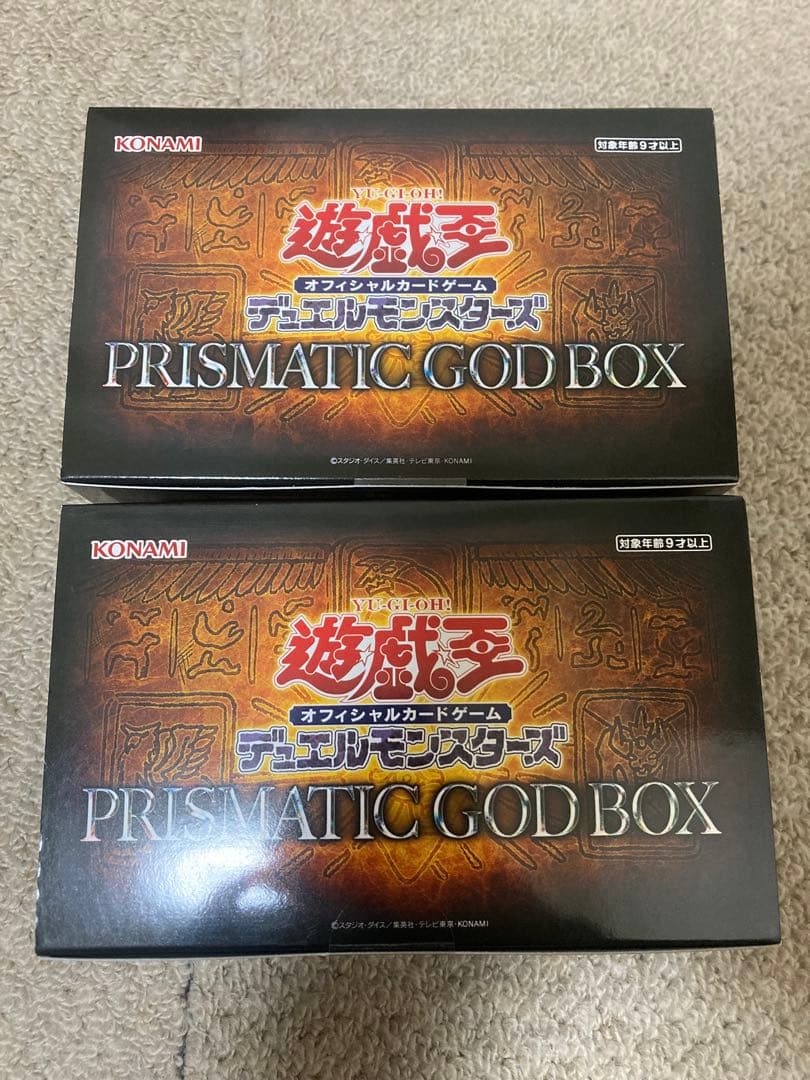 KONAMI
対象年齢9才以上
YU-GI-OH!
遊戯王
オフィシャルカードゲーム
デュエルモンスターズ
PRISMATIC GOD BOX
©スタジオ・ダイス/集英社・テレビ東京・KONAMI
KONAMI
対象年齢9才以上
YU-GI-OH!
遊戯王
オフィシャルカードゲーム
デュエルモンスターズ
PRISMATIC GOD BOX
©スタジオ・ダイス/集英社・テレビ東京・KONAMI